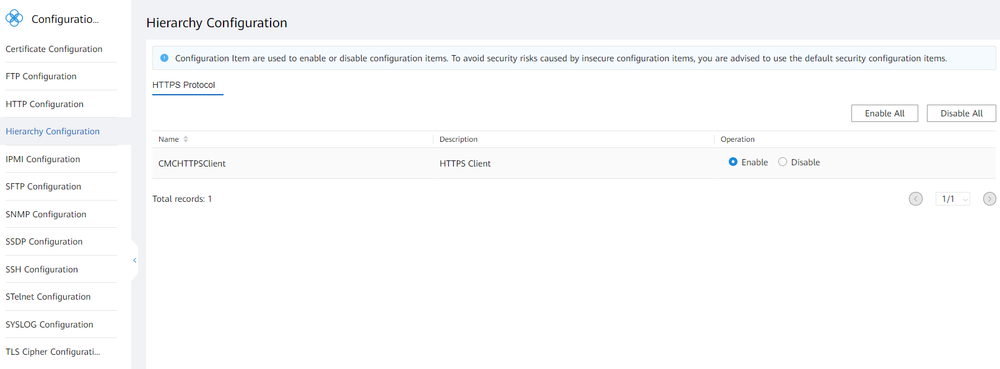 Configuratio...
Certificate Configuration
FTP Configuration
HTTP Configuration
Hierarchy Configuration
IPMI Configuration
SFTP Configuration
SNMP Configuration
SSDP Configuration
SSH Configuration
STelnet Configuration
SYSLOG Configuration
TLS Cipher Configurati...
Hierarchy Configuration
Configuration Item are used to enable or disable configuration items. To avoid security risks caused by insecure configuration items, you are advised to use the default security configuration items.
HTTPS Protocol
Enable All Disable All
Name Description Operation
CMCHTTPSClient HTTPS Client Enable Disable
Total records: 1 1/1